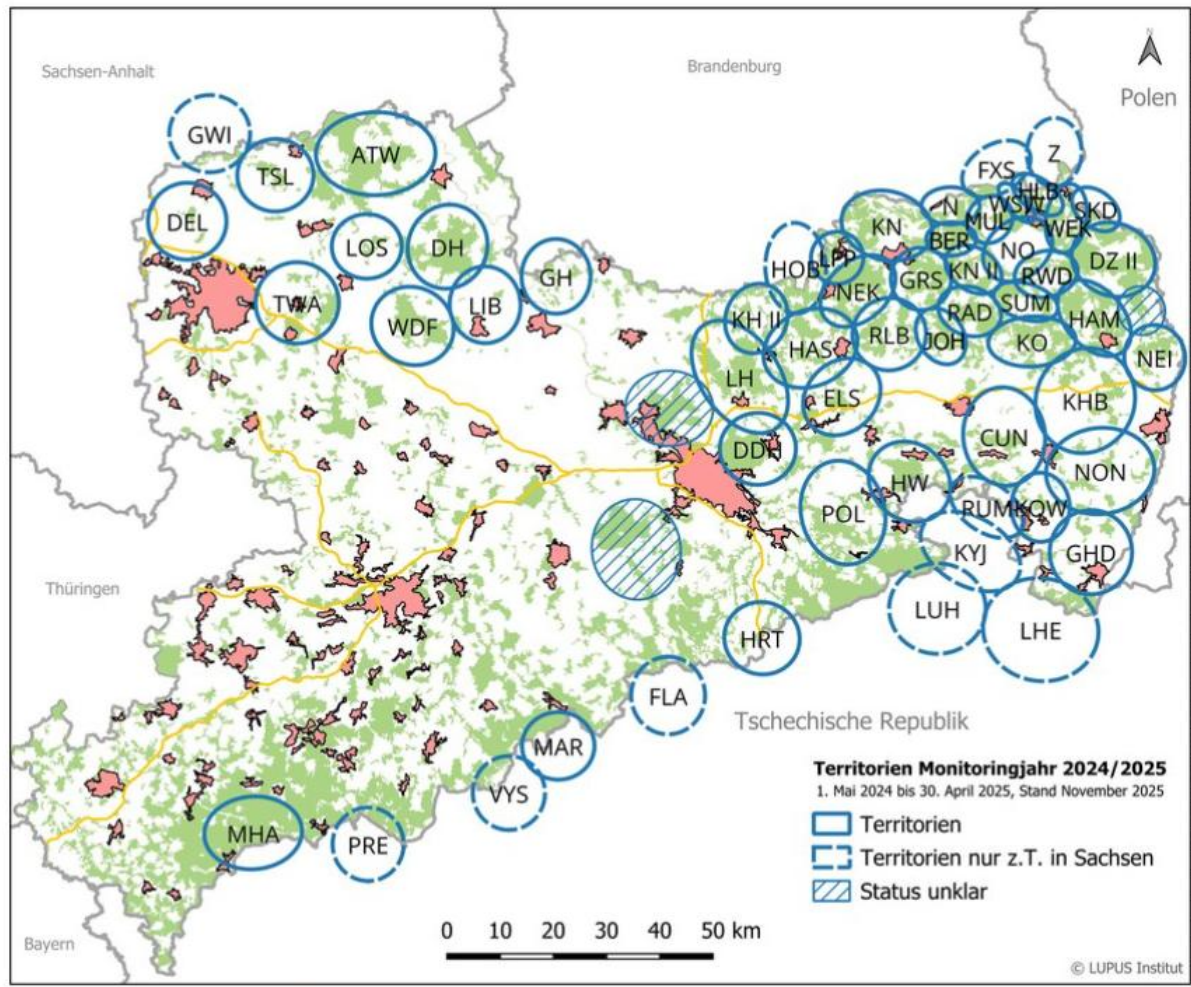 N
Sachsen-Anhalt
Brandenburg
Polen
GWI
TSL
ATW
DEL
LOS
DH
GH
TWA
WDF
LIB
FXS
Z
HLB
WSW
N
MUL
SKD
KN
BER
NO
WEK
HOB
LPP
GRS
KN II
RWD
DZ II
NEK
RAD
SUM
HAM
KH II
HAS
RLB
JOH
KO
NEI
LH
ELS
KHB
DDH
CUN
NON
HW
POL
RUM
KQW
KYJ
GHD
Thüringen
LUH
LHE
HRT
FLA
Tschechische Republik
MAR
VYS
MHA
PRE
Territorien Monitoringjahr 2024/2025
1. Mai 2024 bis 30. April 2025, Stand November 2025
Territorien
Territorien nur z.T. in Sachsen
Status unklar
0 10 20 30 40 50 km
Bayern
© LUPUS Institut